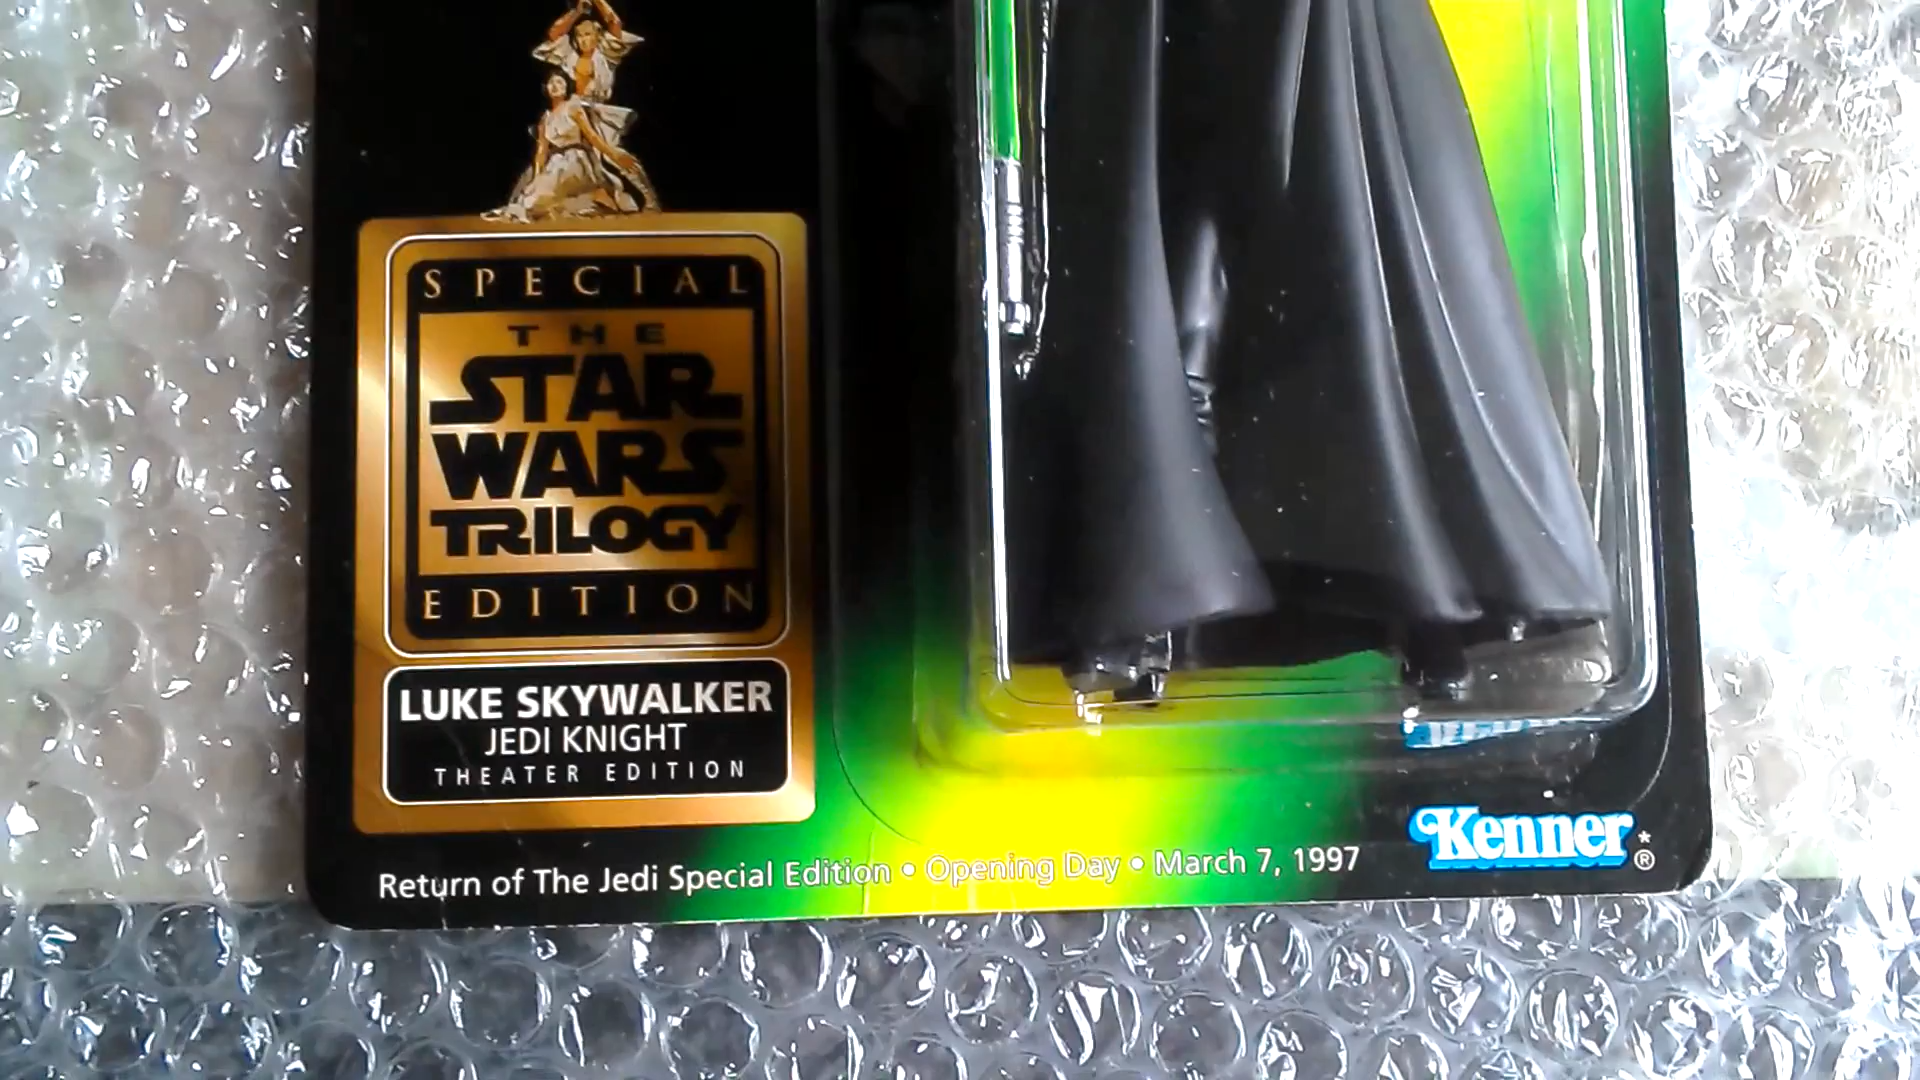 SPECIAL
THE
STAR
WARS
TRILOGY
EDITION
LUKE SKYWALKER
JEDI KNIGHT
THEATER EDITION
Kenner
Return of The Jedi Special Edition • Opening Day • March 7, 1997